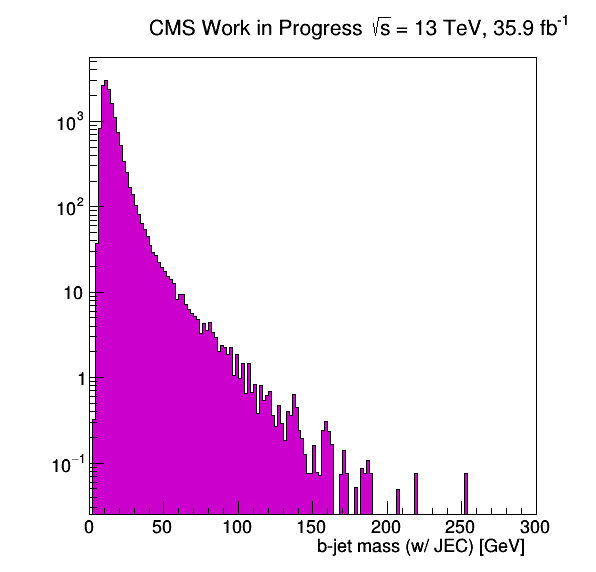 CMS Work in Progress √s = 13 TeV, 35.9 fb⁻¹
10³
10²
10
1
10⁻¹
0 50 100 150 200 250 300
b-jet mass (w/ JEC) [GeV]